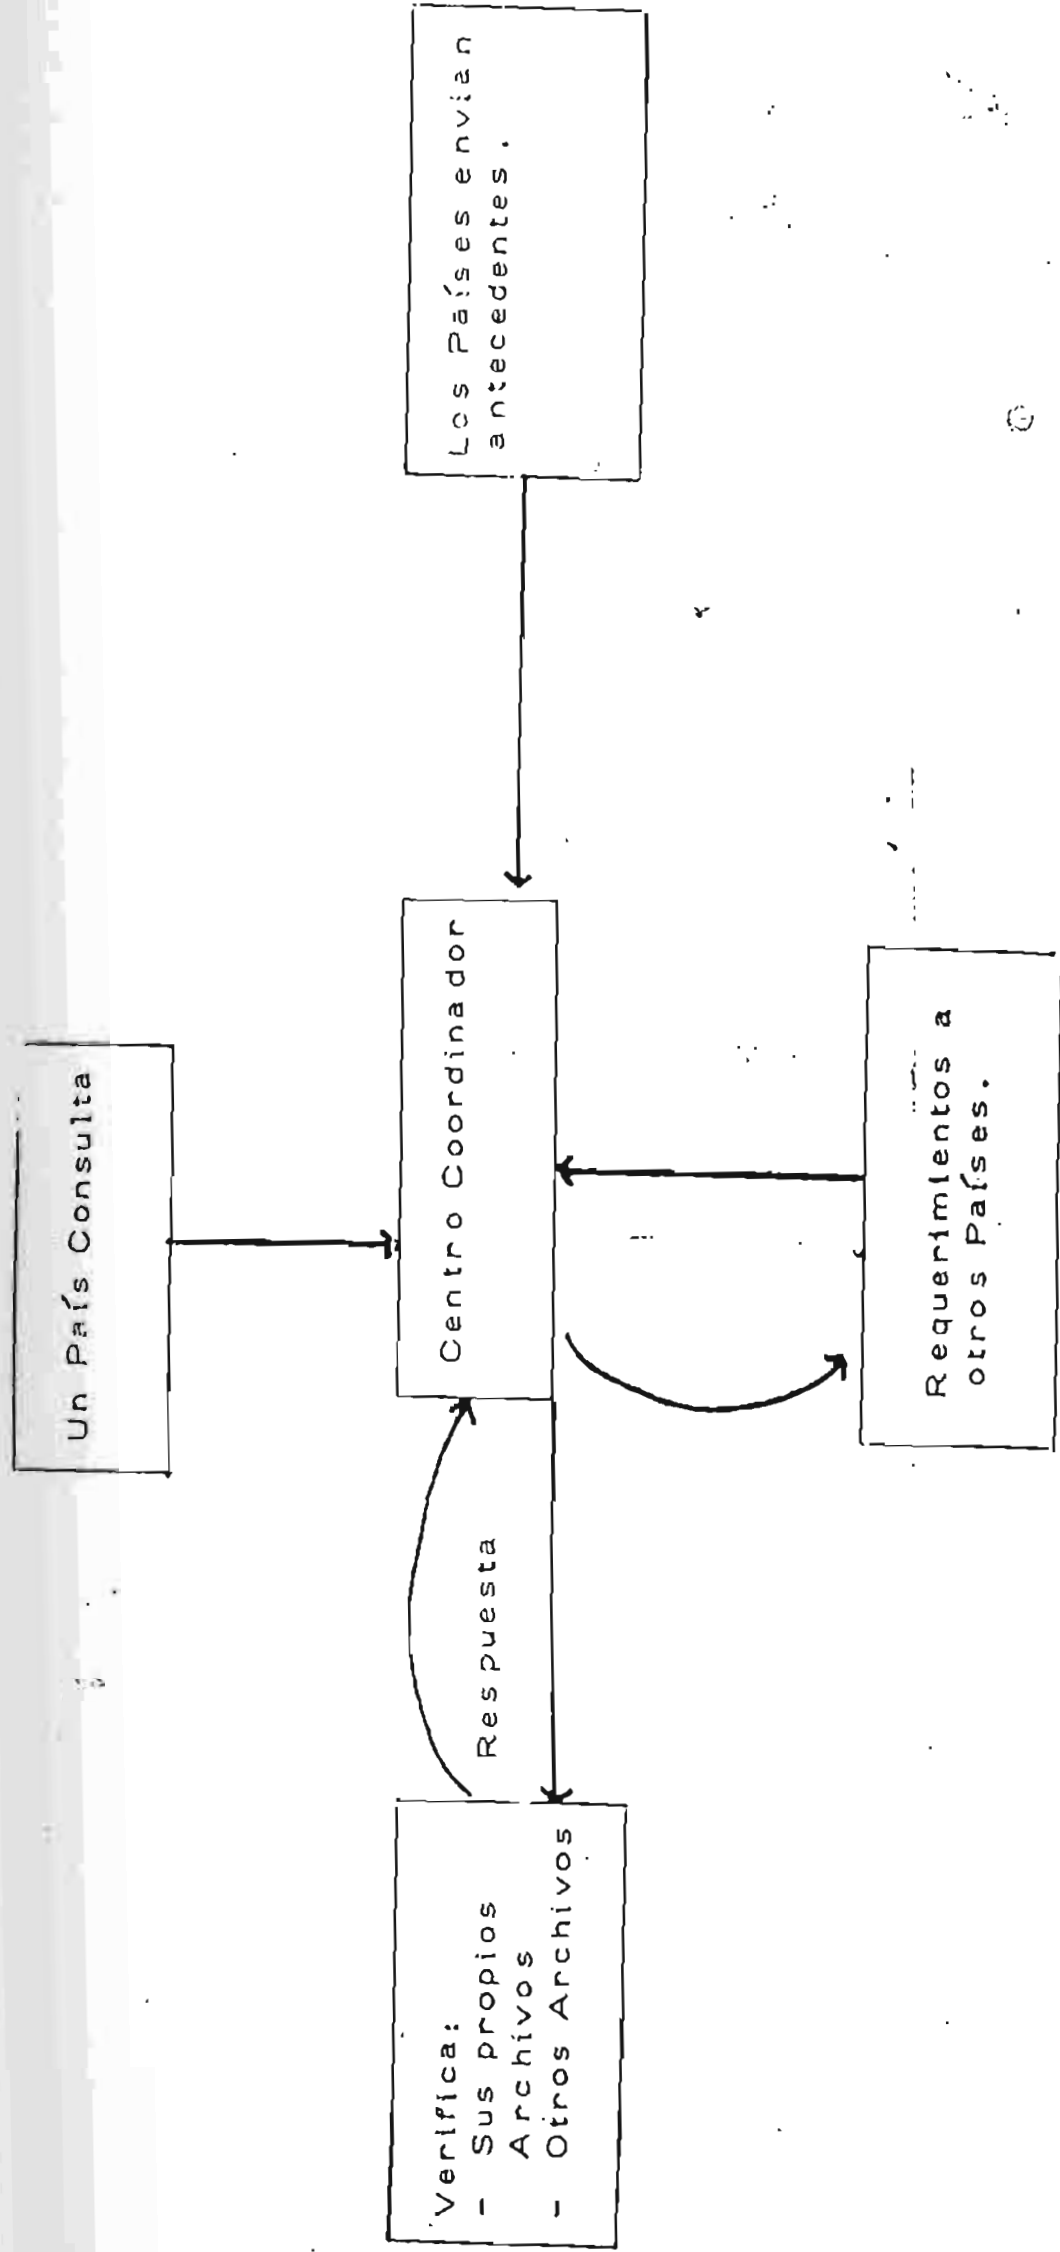 Un País Consulta
Verifica:
- Sus propios
Archivos
- Otros Archivos
Respuesta
Centro Coordinador
Los Países envían
antecedentes.
Requerimientos a
otros Países.